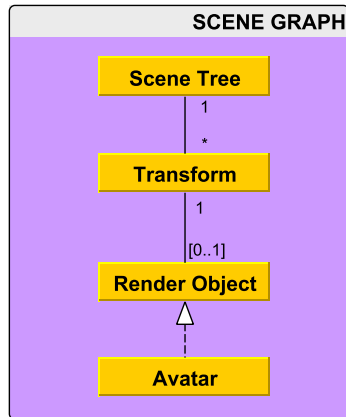 SCENE GRAPH
Scene Tree
1
*
Transform
1
[0..1]
Render Object
Avatar